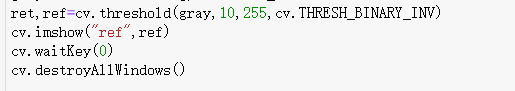 ret,ref=cv.threshold(gray,10,255,cv.THRESH_BINARY_INV)
cv.imshow("ref",ref)
cv.waitKey(0)
cv.destroyAllWindows()